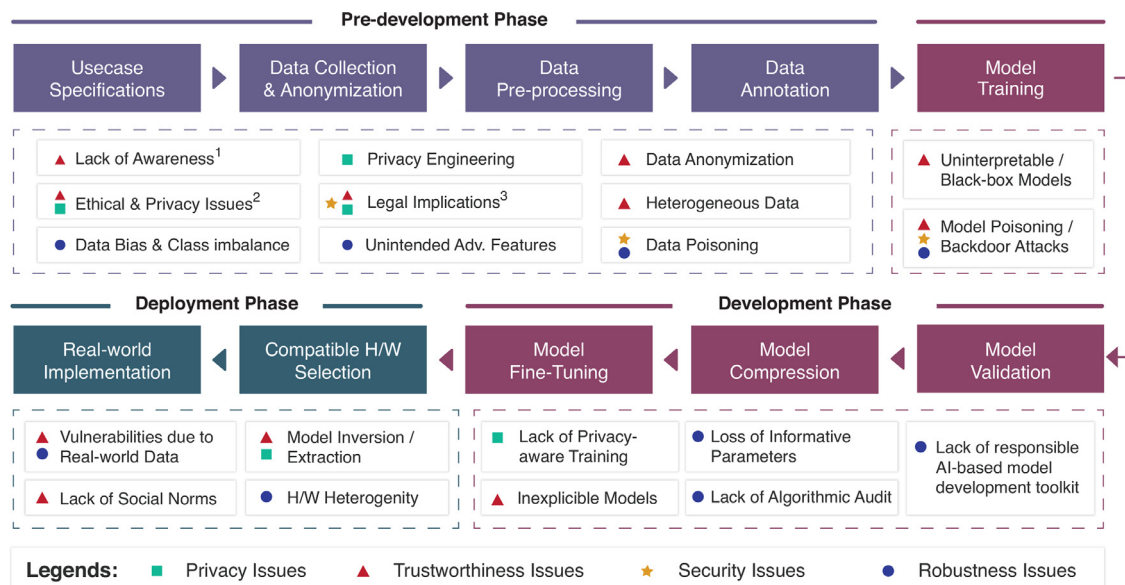 Pre-development Phase
Usecase
Specifications
Data Collection
& Anonymization
Data
Pre-processing
Data
Annotation
Model
Training
Lack of Awareness1
Privacy Engineering
Data Anonymization
Uninterpretable /
Black-box Models
Ethical & Privacy Issues2
Legal Implications3
Heterogeneous Data
Model Poisoning /
Backdoor Attacks
Data Bias & Class imbalance
Unintended Adv. Features
Data Poisoning
Deployment Phase
Development Phase
Real-world
Implementation
Compatible H/W
Selection
Model
Fine-Tuning
Model
Compression
Model
Validation
Vulnerabilities due to
Real-world Data
Model Inversion /
Extraction
Lack of Privacy-
aware Training
Loss of Informative
Parameters
Lack of responsible
AI-based model
development toolkit
Lack of Social Norms
H/W Heterogenity
Inexplicible Models
Lack of Algorithmic Audit
Legends:
Privacy Issues
Trustworthiness Issues
Security Issues
Robustness Issues